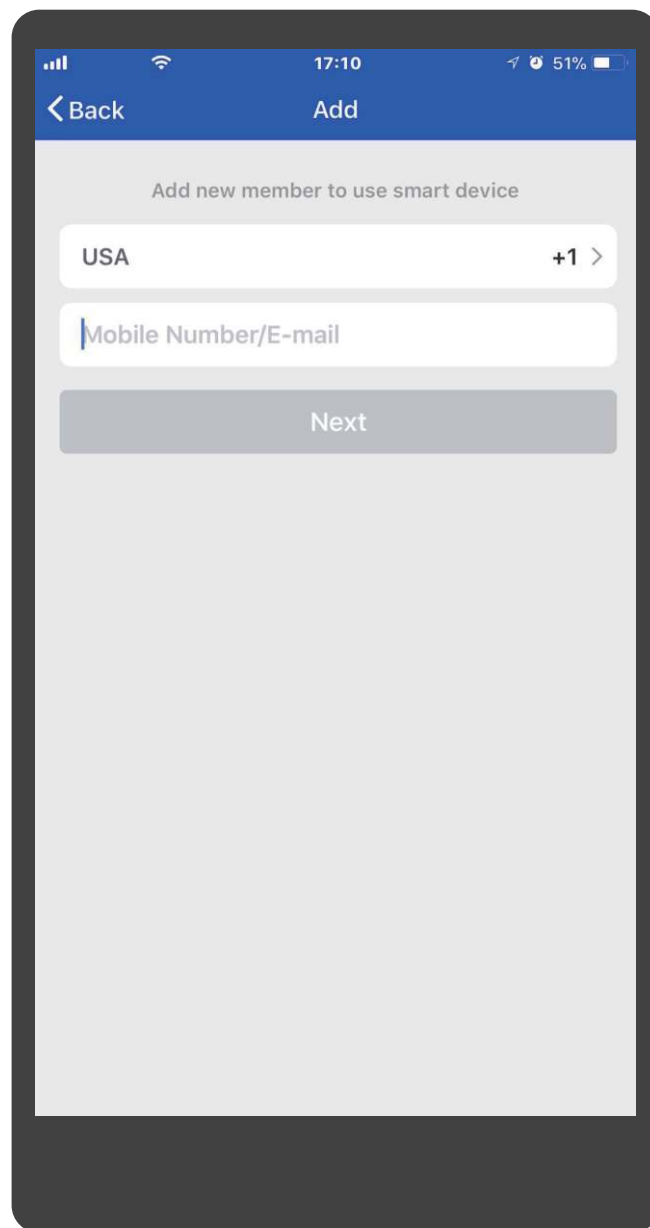 17:10 51%
Back Add
Add new member to use smart device
USA +1
Mobile Number/E-mail
Next